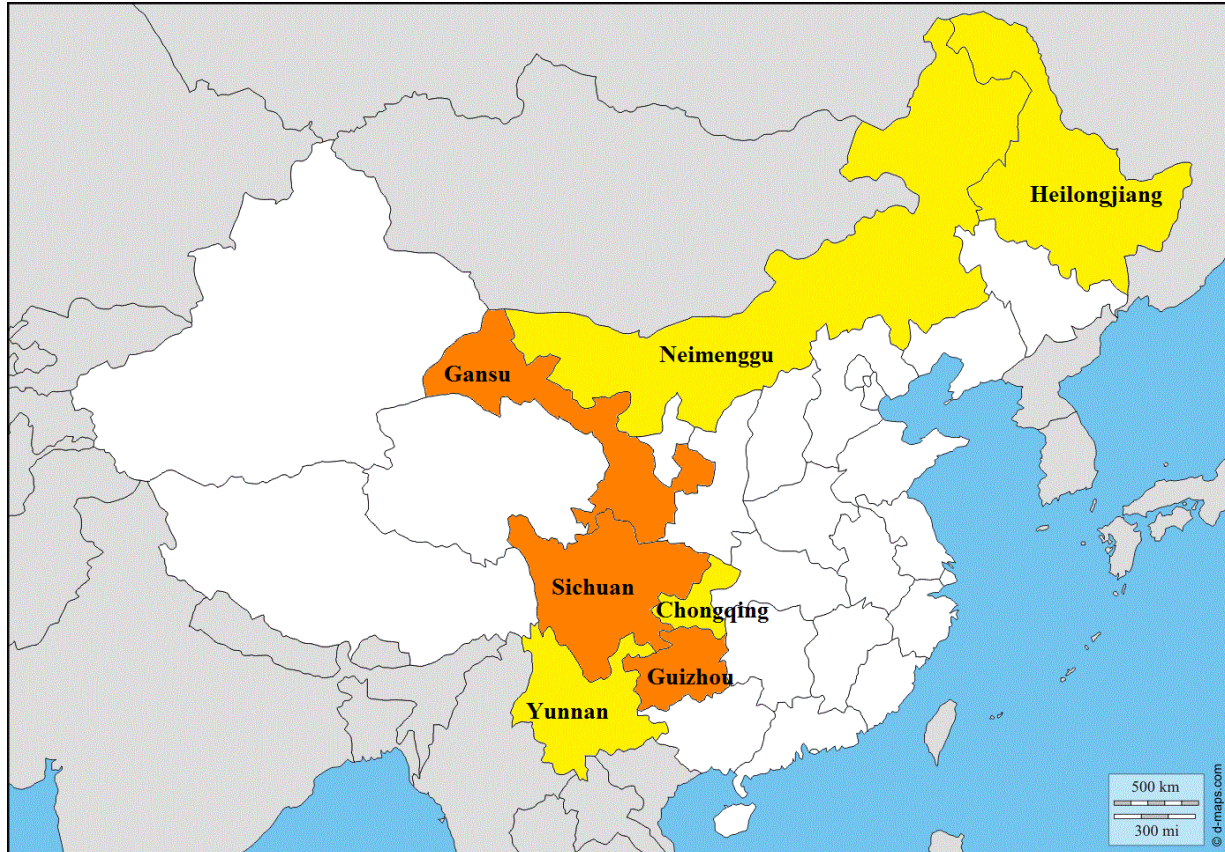 Heilongjiang
Neimenggu
Gansu
Sichuan
Chongqing
Guizhou
Yunnan
500 km
300 mi
© d-maps.com